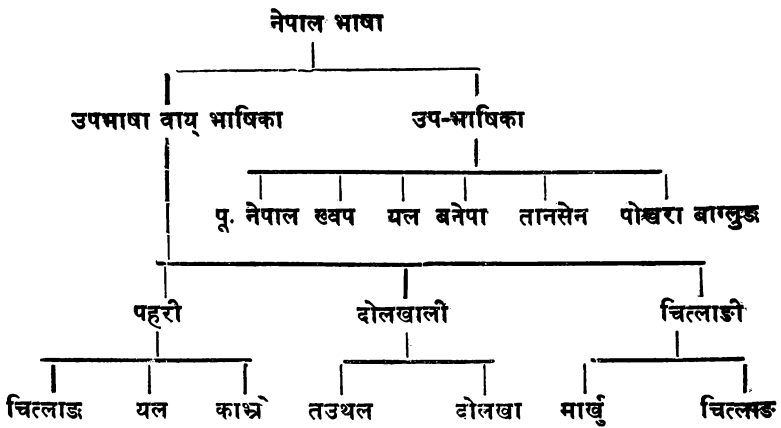 नेपाल भाषा
उपभाषा वाय् भाषिका उप-भाषिका
पू. नेपाल ख्वप यल बनेपा तानसेन पोखरा बाग्लुङ
पहरी दोलखाली चित्लाङी
चित्लाङ यल काभ्रे तउथल दोलखा मार्खु चित्लाङ